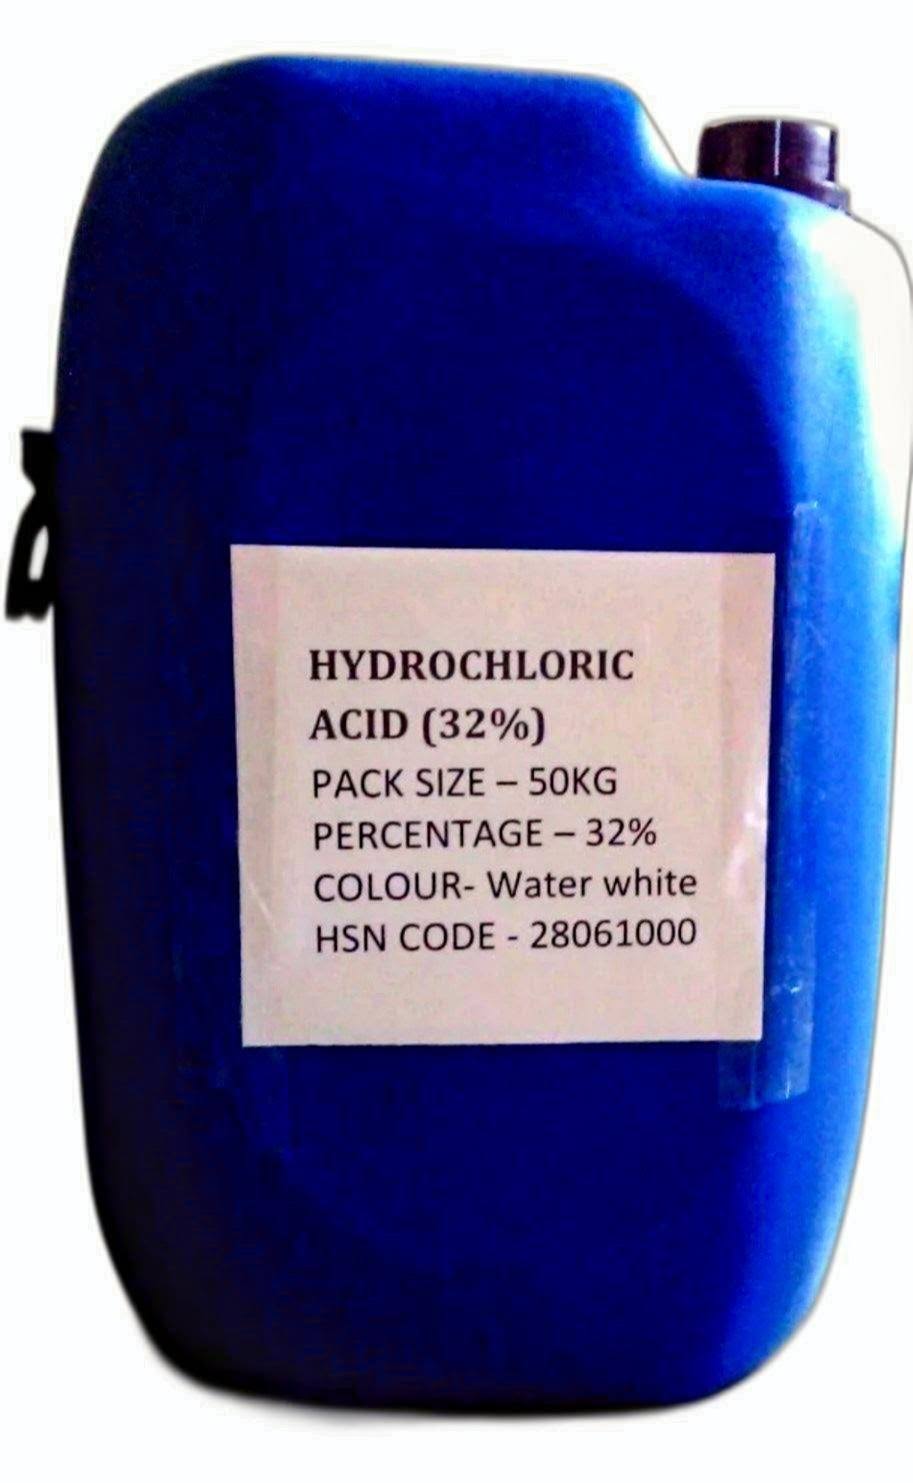 HYDROCHLORIC
ACID (32%)
PACK SIZE – 50KG
PERCENTAGE – 32%
COLOUR- Water white
HSN CODE - 28061000